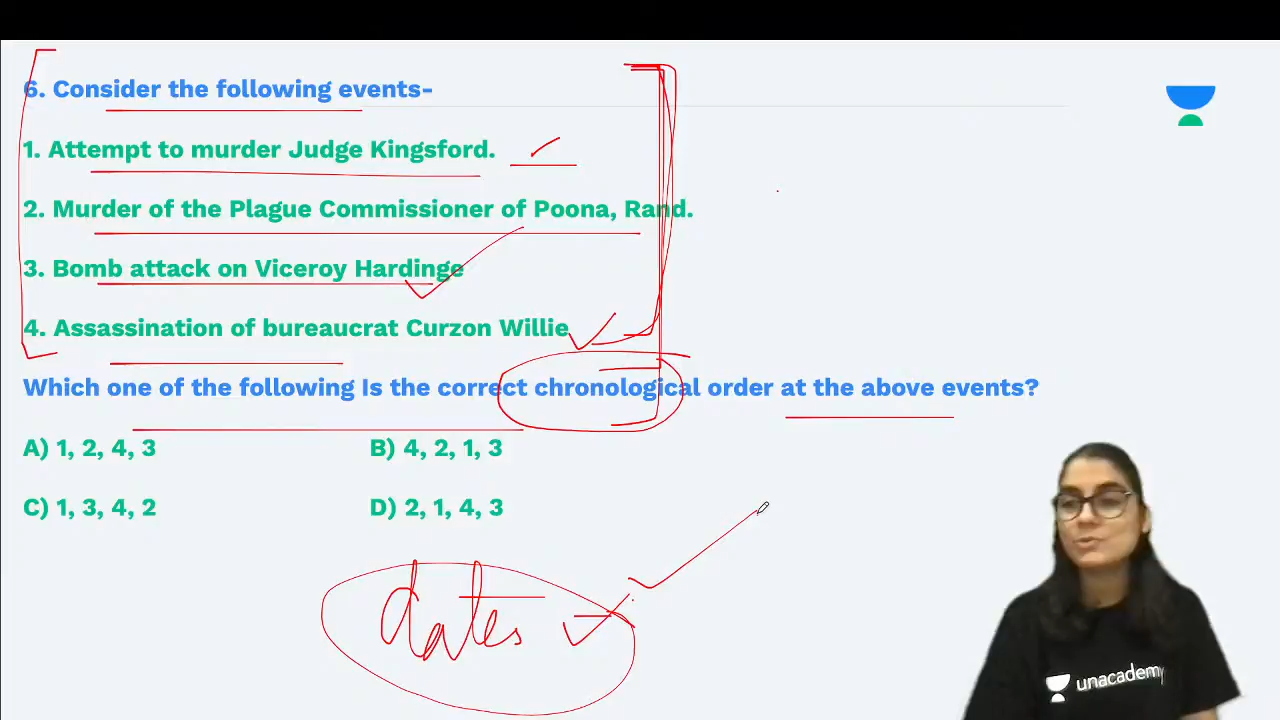 6. Consider the following events-
1. Attempt to murder Judge Kingsford.
2. Murder of the Plague Commissioner of Poona, Rand.
3. Bomb attack on Viceroy Hardinge
4. Assassination of bureaucrat Curzon Willie
Which one of the following Is the correct chronological order at the above events?
A) 1, 2, 4, 3
B) 4, 2, 1, 3
C) 1, 3, 4, 2
D) 2, 1, 4, 3
dates
unacademy